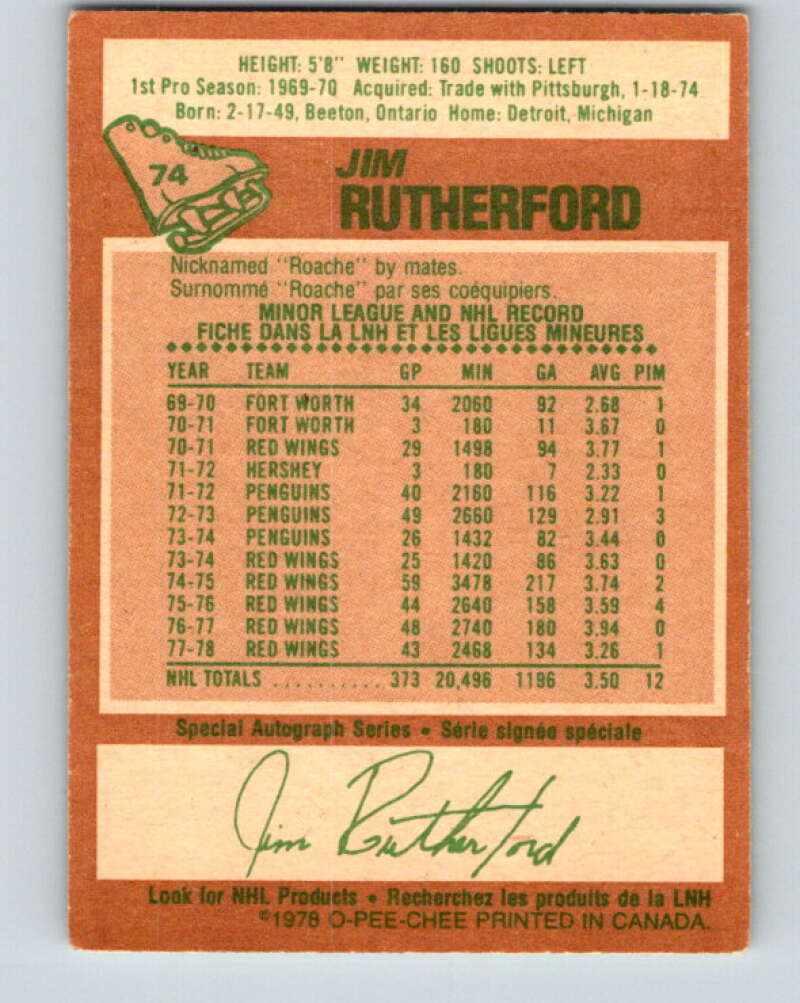 HEIGHT: 5'8" WEIGHT: 160 SHOOTS: LEFT
1st Pro Season: 1969-70 Acquired: Trade with Pittsburgh, 1-18-74
Born: 2-17-49, Beeton, Ontario Home: Detroit, Michigan
74
JIM
RUTHERFORD
Nicknamed "Roache" by mates.
Surnommé "Roache" par ses coéquipiers.
MINOR LEAGUE AND NHL RECORD
FICHE DANS LA LNH ET LES LIGUES MINEURES
YEAR TEAM GP MIN GA AVG PIM
69-70 FORT WORTH 34 2060 92 2.68 1
70-71 FORT WORTH 3 180 11 3.67 0
70-71 RED WINGS 29 1498 94 3.77 1
71-72 HERSHEY 3 180 7 2.33 0
71-72 PENGUINS 40 2160 116 3.22 1
72-73 PENGUINS 49 2660 129 2.91 3
73-74 PENGUINS 26 1432 82 3.44 0
73-74 RED WINGS 25 1420 86 3.63 0
74-75 RED WINGS 59 3478 217 3.74 2
75-76 RED WINGS 44 2640 158 3.59 4
76-77 RED WINGS 48 2740 180 3.94 0
77-78 RED WINGS 43 2468 134 3.26 1
NHL TOTALS .......... 373 20,496 1196 3.50 12
Special Autograph Series • Série signée spéciale
Jim Rutherford
Look for NHL Products • Recherchez les produits de la LNH
©1978 O-PEE-CHEE PRINTED IN CANADA.